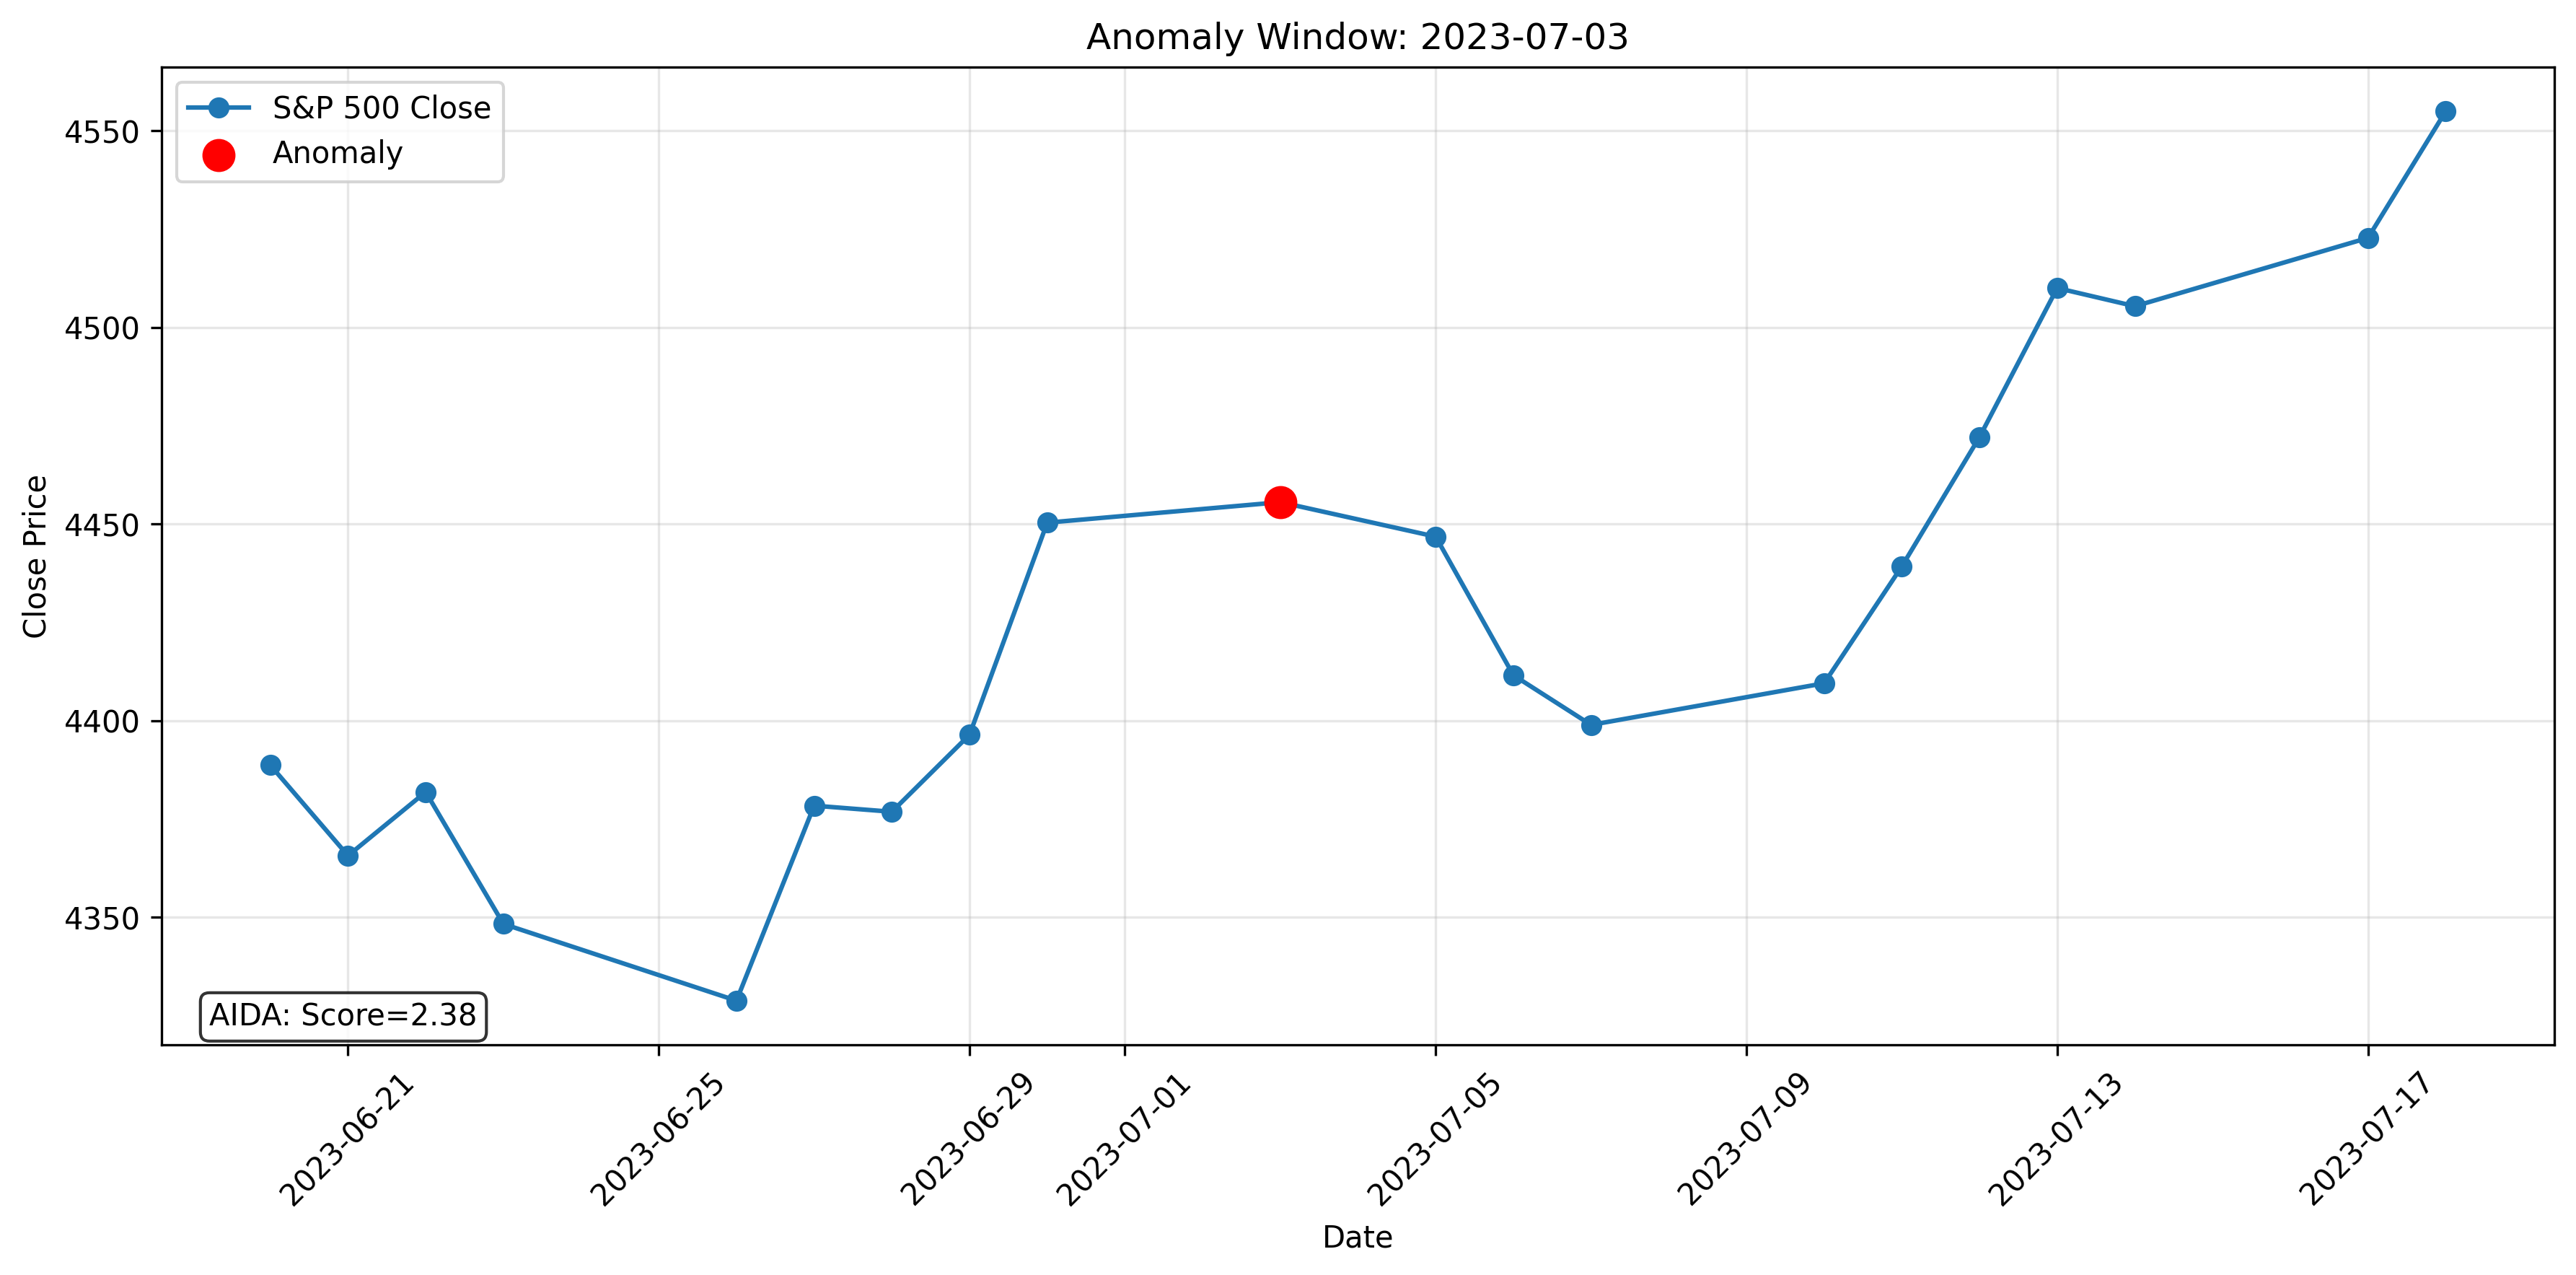 Anomaly Window: 2023-07-03
S&P 500 Close
Anomaly
4550
4500
4450
4400
4350
Close Price
AIDA: Score=2.38
2023-06-21
2023-06-25
2023-06-29
2023-07-01
2023-07-05
2023-07-09
2023-07-13
2023-07-17
Date